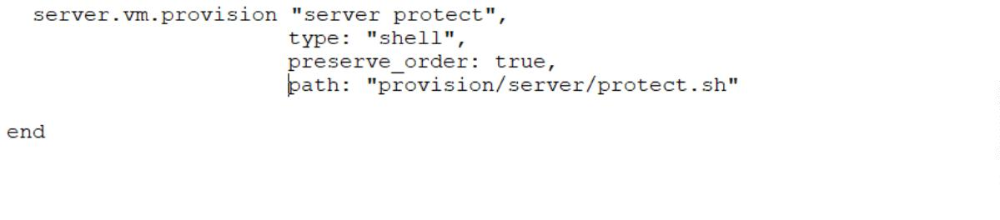 server.vm.provision "server protect",
type: "shell",
preserve_order: true,
path: "provision/server/protect.sh"
end